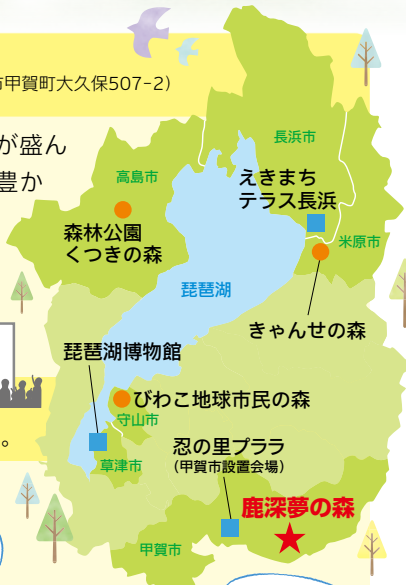 市甲賀町大久保507-2）
が盛ん
豊か
長浜市
高島市
えきまち
テラス長浜
米原市
森林公園
くつきの森
琵琶湖
きゃんせの森
琵琶湖博物館
びわこ地球市民の森
守山市
。
忍の里プララ
（甲賀市設置会場）
草津市
鹿深夢の森
甲賀市